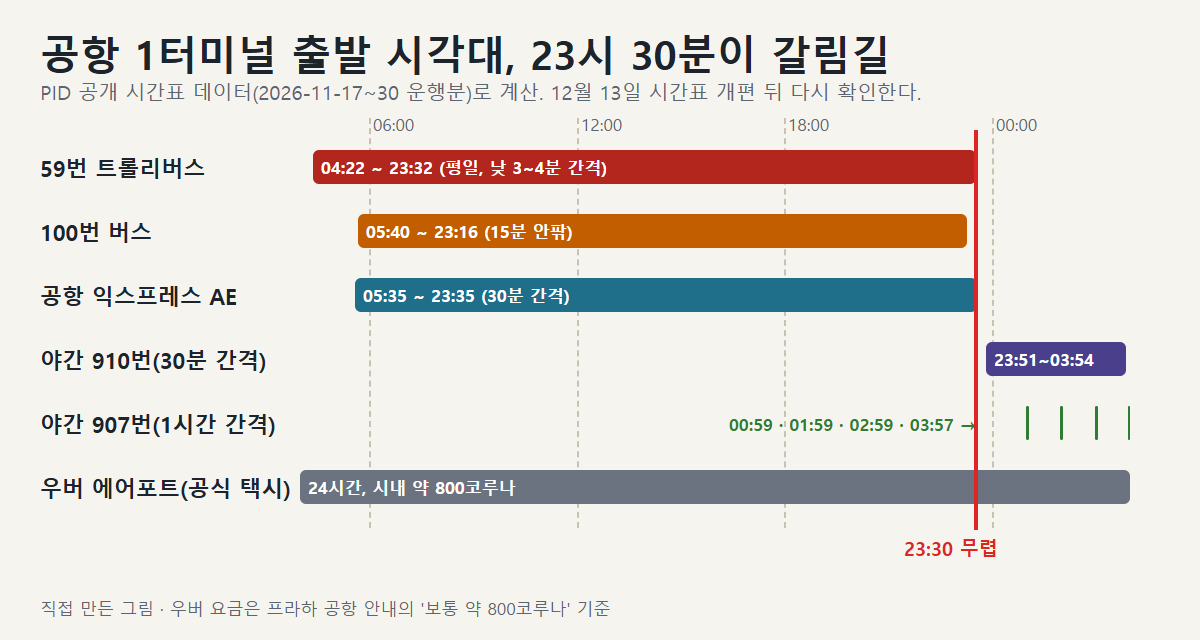 공항 1터미널 출발 시각대, 23시 30분이 갈림길
PID 공개 시간표 데이터(2026-11-17~30 운행분)로 계산. 12월 13일 시간표 개편 뒤 다시 확인한다.
06:00 12:00 18:00 00:00
59번 트롤리버스 04:22 ~ 23:32 (평일, 낮 3~4분 간격)
100번 버스 05:40 ~ 23:16 (15분 안팎)
공항 익스프레스 AE 05:35 ~ 23:35 (30분 간격)
야간 910번(30분 간격) 23:51~03:54
야간 907번(1시간 간격) 00:59 · 01:59 · 02:59 · 03:57 →
우버 에어포트(공식 택시) 24시간, 시내 약 800코루나
23:30 무렵
직접 만든 그림 · 우버 요금은 프라하 공항 안내의 '보통 약 800코루나' 기준